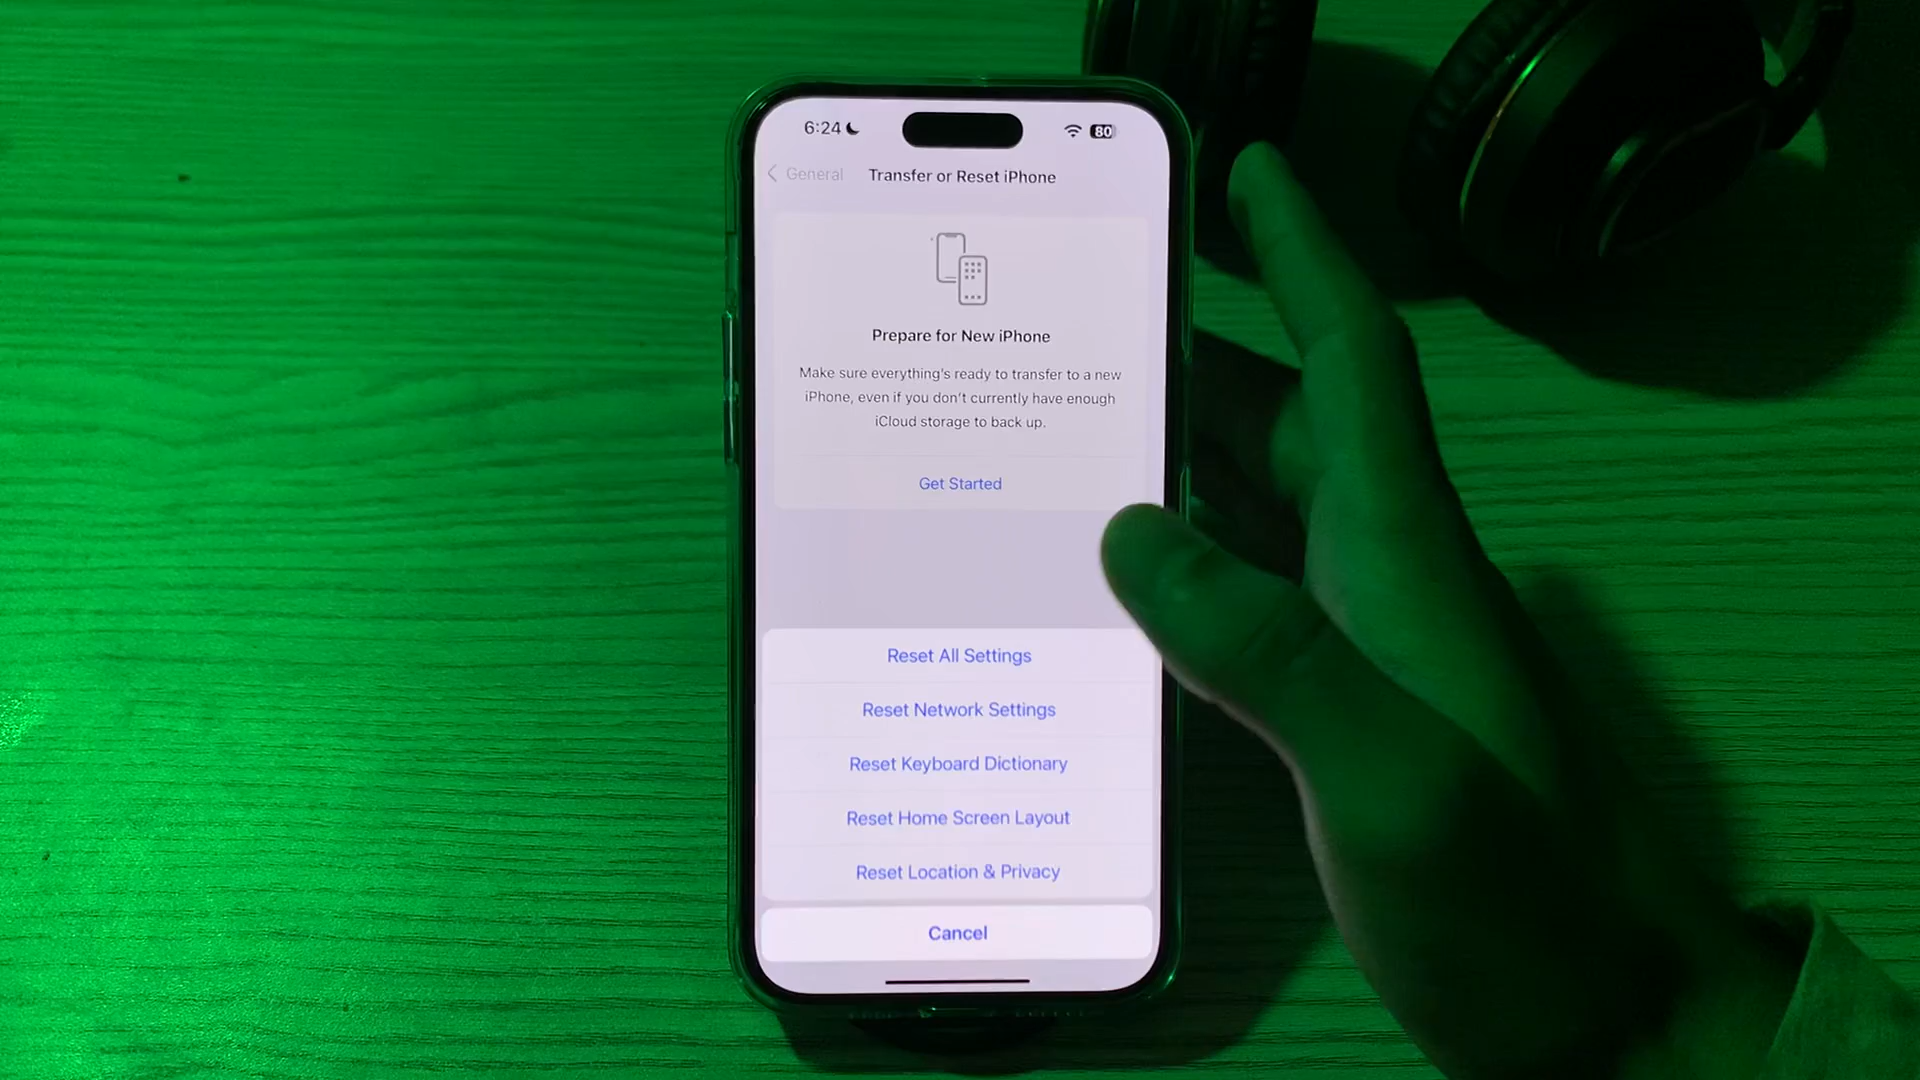 6:24
80
General
Transfer or Reset iPhone
Prepare for New iPhone
Make sure everything's ready to transfer to a new
iPhone, even if you don't currently have enough
iCloud storage to back up.
Get Started
Reset All Settings
Reset Network Settings
Reset Keyboard Dictionary
Reset Home Screen Layout
Reset Location & Privacy
Cancel